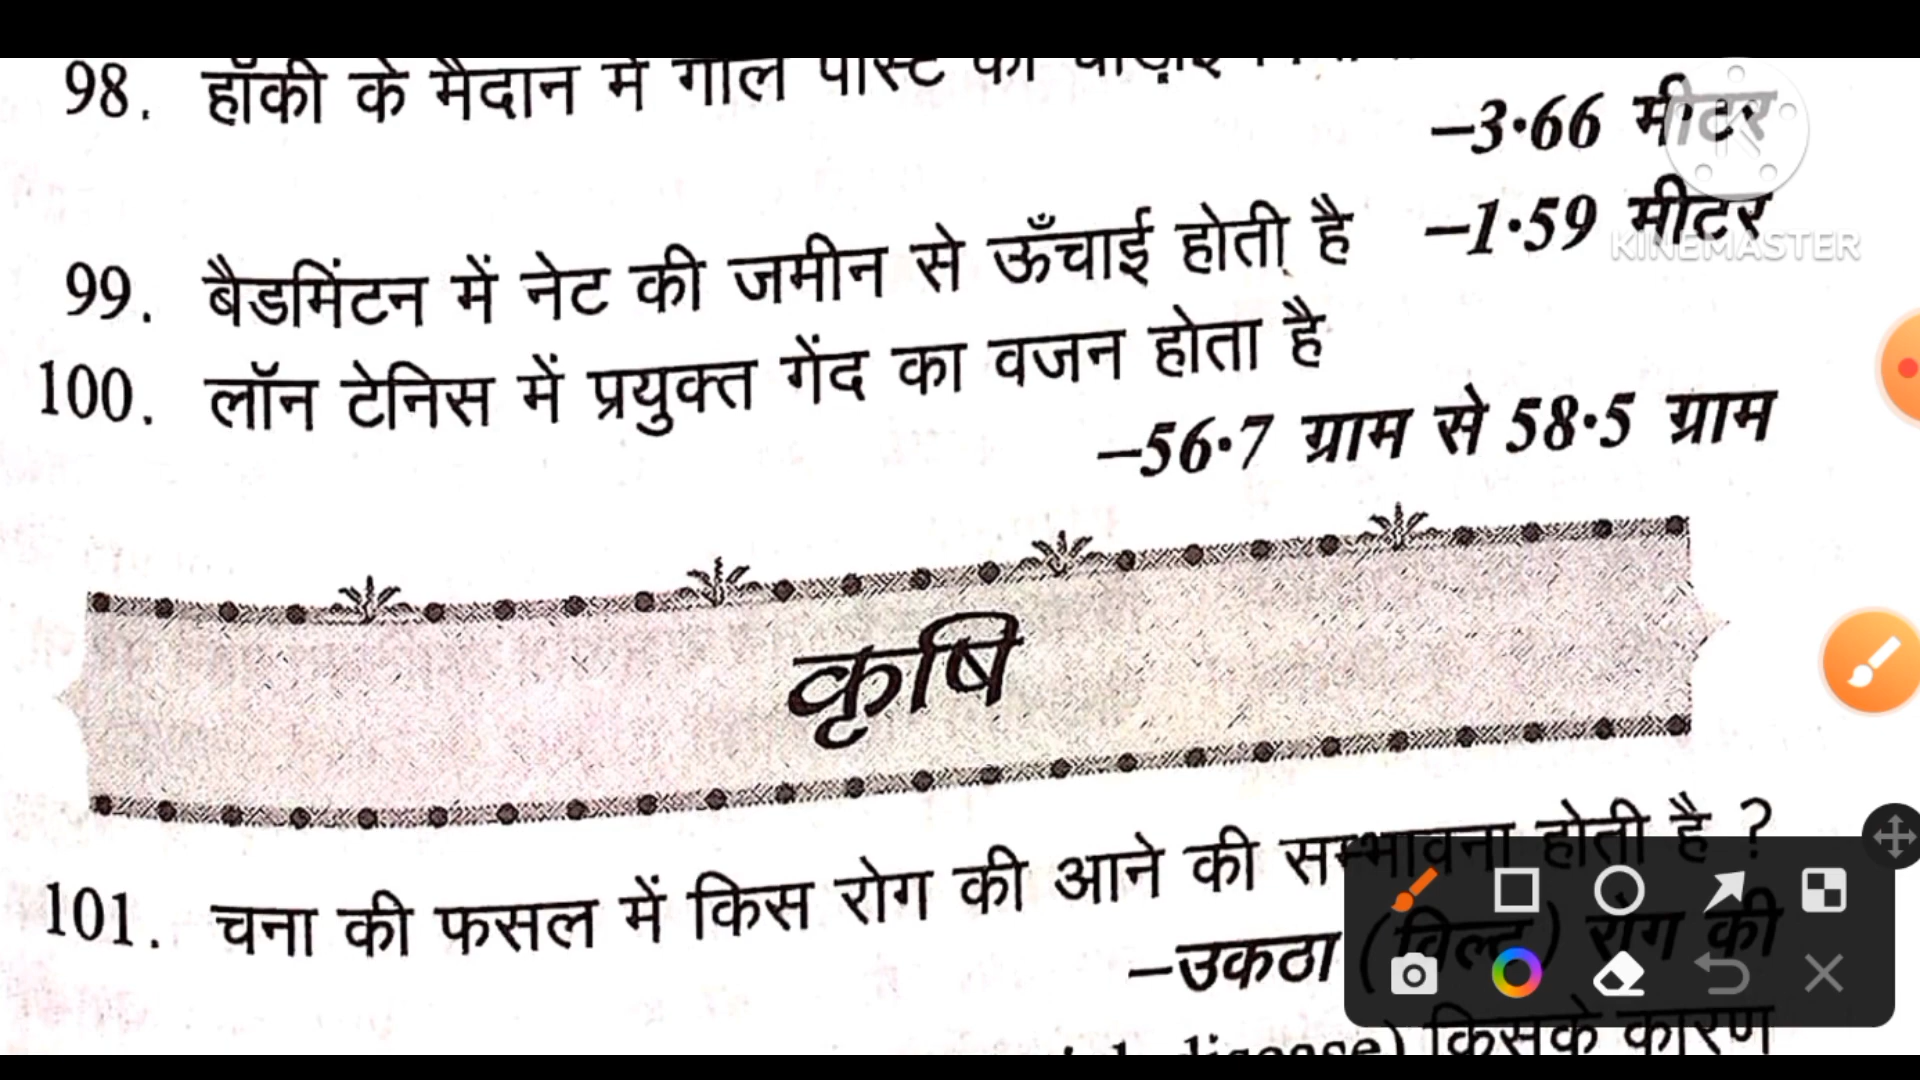 98. हॉकी के मैदान में गोल पोस्ट की
–3·66 मीटर
99. बैडमिंटन में नेट की जमीन से ऊँचाई होती है –1·59 मीटर
KINEMASTER
100. लॉन टेनिस में प्रयुक्त गेंद का वजन होता है
–56·7 ग्राम से 58·5 ग्राम
कृषि
101. चना की फसल में किस रोग की आने की सम्भावना होती है ?
–उकठा (विल्ट) रोग की
disease) किसके कारण